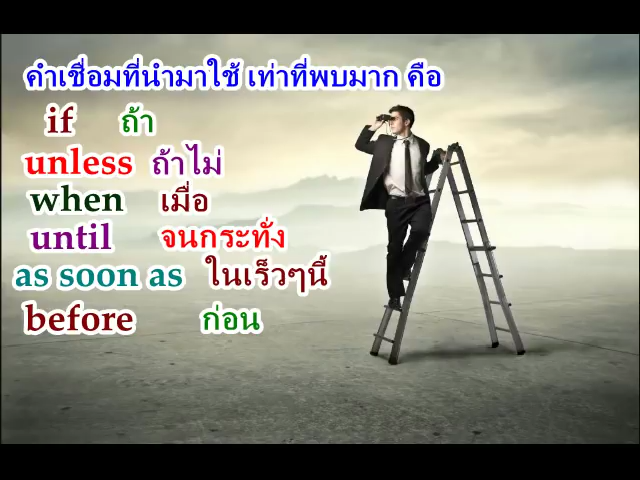 คำเชื่อมที่นำมาใช้ เท่าที่พบมาก คือ
if ถ้า
unless ถ้าไม่
when เมื่อ
until จนกระทั่ง
as soon as ในเร็วๆนี้
before ก่อน